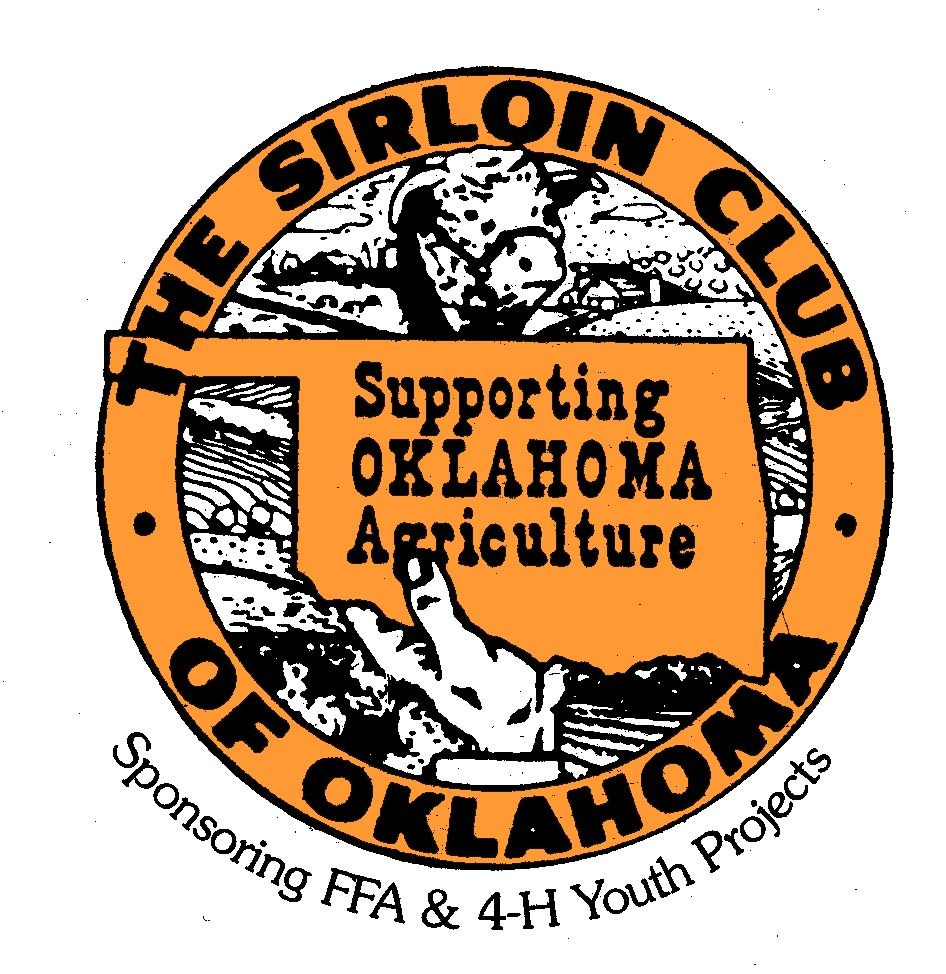 THE SIRLOIN CLUB
Supporting
OKLAHOMA
Agriculture
OF OKLAHOMA
Sponsoring FFA & 4-H Youth Projects